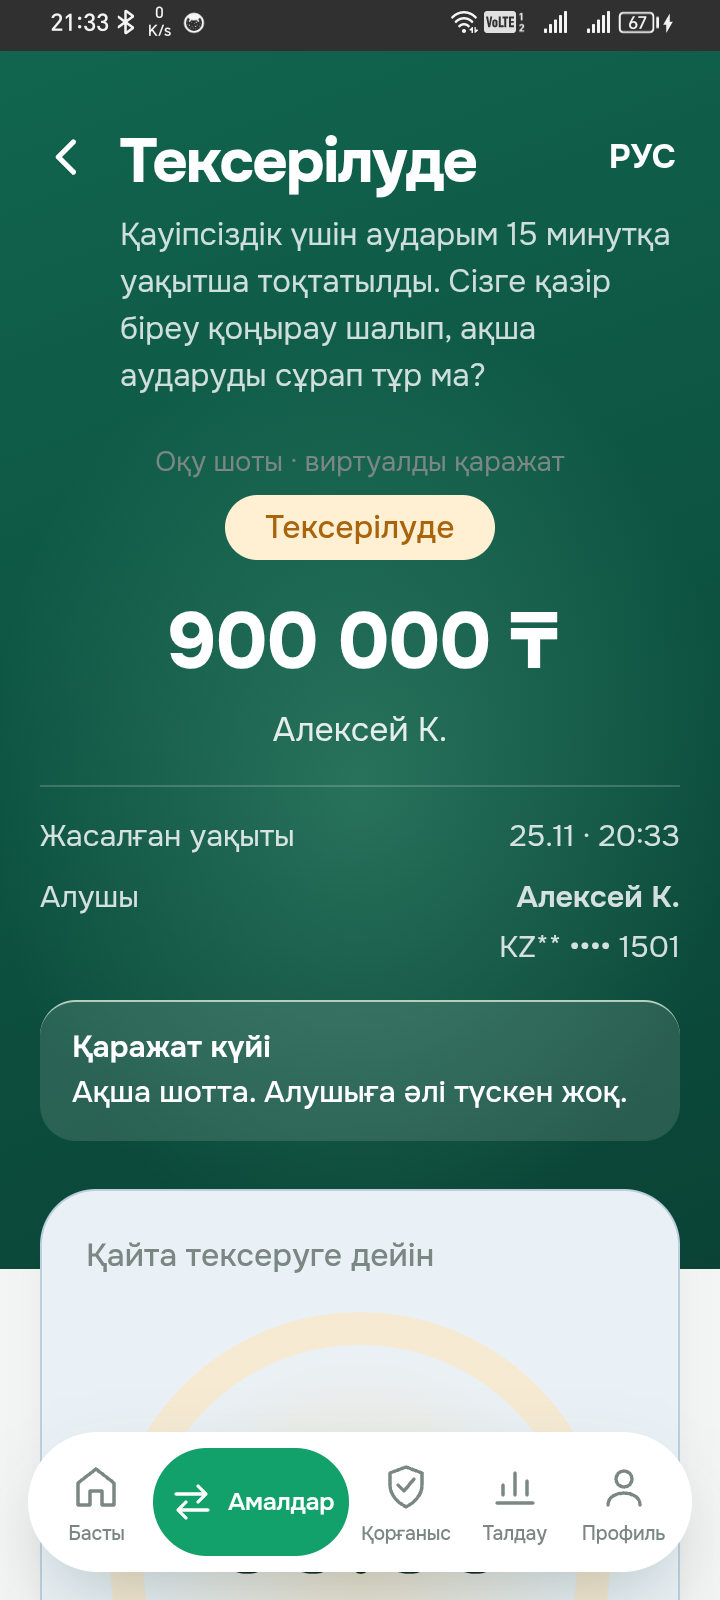 21:33
0
K/s
VoLTE 1
2
67
Тексерілуде
РУС
Қауіпсіздік үшін аударым 15 минутқа
уақытша тоқтатылды. Сізге қазір
біреу қоңырау шалып, ақша
аударуды сұрап тұр ма?
Оқу шоты · виртуалды қаражат
Тексерілуде
900 000 ₸
Алексей К.
Жасалған уақыты 25.11 · 20:33
Алушы Алексей К.
KZ** •••• 1501
Қаражат күйі
Ақша шотта. Алушыға әлі түскен жоқ.
Қайта тексеруге дейін
Басты
Амалдар
Қорғаныс
Талдау
Профиль